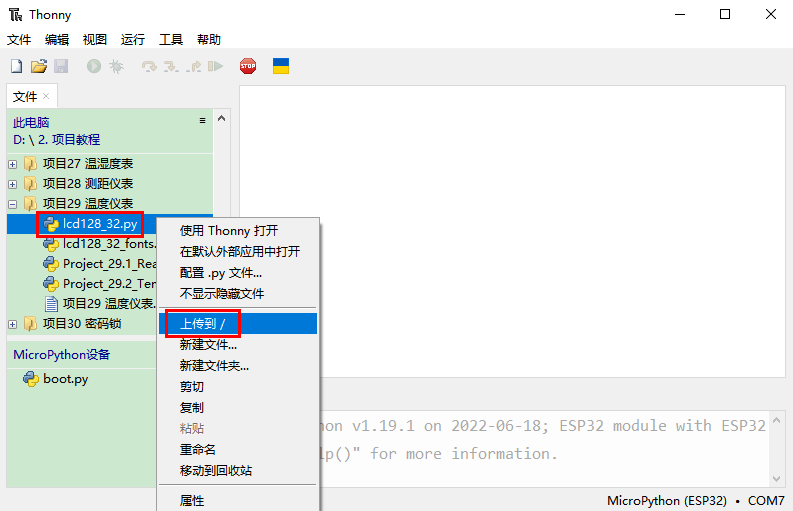 Thonny
文件 编辑 视图 运行 工具 帮助
STOP
文件 ×
此电脑
D: \ 2. 项目教程
项目27 温湿度表
项目28 测距仪表
项目29 温度仪表
lcd128_32.py
lcd128_32_fonts.
Project_29.1_Rea
Project_29.2_Ter
项目29 温度仪表.
项目30 密码锁
MicroPython设备
boot.py
使用 Thonny 打开
在默认外部应用中打开
配置 .py 文件...
不显示隐藏文件
上传到 /
新建文件...
新建文件夹...
剪切
复制
粘贴
重命名
移动到回收站
属性
on v1.19.1 on 2022-06-18; ESP32 module with ESP32
lp()" for more information.
MicroPython (ESP32) • COM7